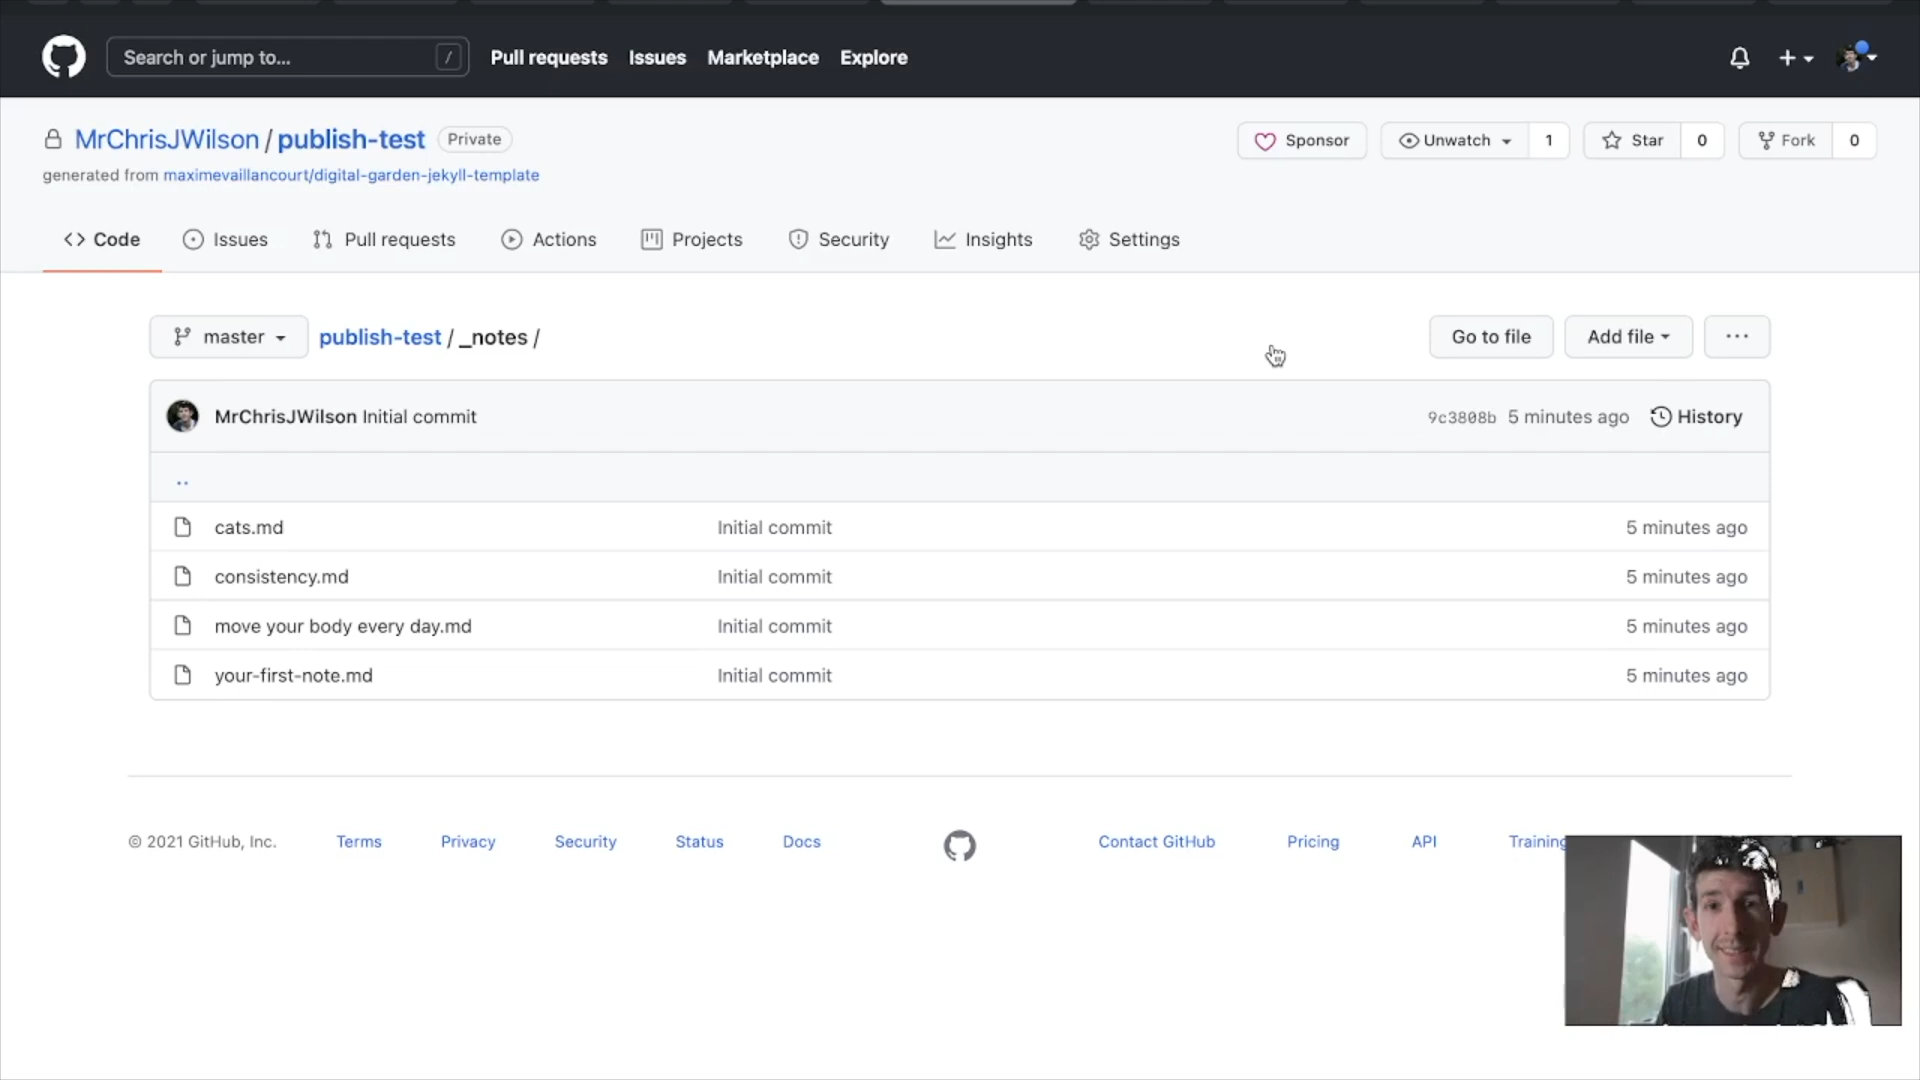 Search or jump to... /
Pull requests Issues Marketplace Explore
MrChrisJWilson / publish-test Private
Sponsor Unwatch 1 Star 0 Fork 0
generated from maximevaillancourt/digital-garden-jekyll-template
Code Issues Pull requests Actions Projects Security Insights Settings
master publish-test / _notes /
Go to file Add file ...
MrChrisJWilson Initial commit 9c3808b 5 minutes ago History
..
cats.md Initial commit 5 minutes ago
consistency.md Initial commit 5 minutes ago
move your body every day.md Initial commit 5 minutes ago
your-first-note.md Initial commit 5 minutes ago
© 2021 GitHub, Inc. Terms Privacy Security Status Docs Contact GitHub Pricing API Training